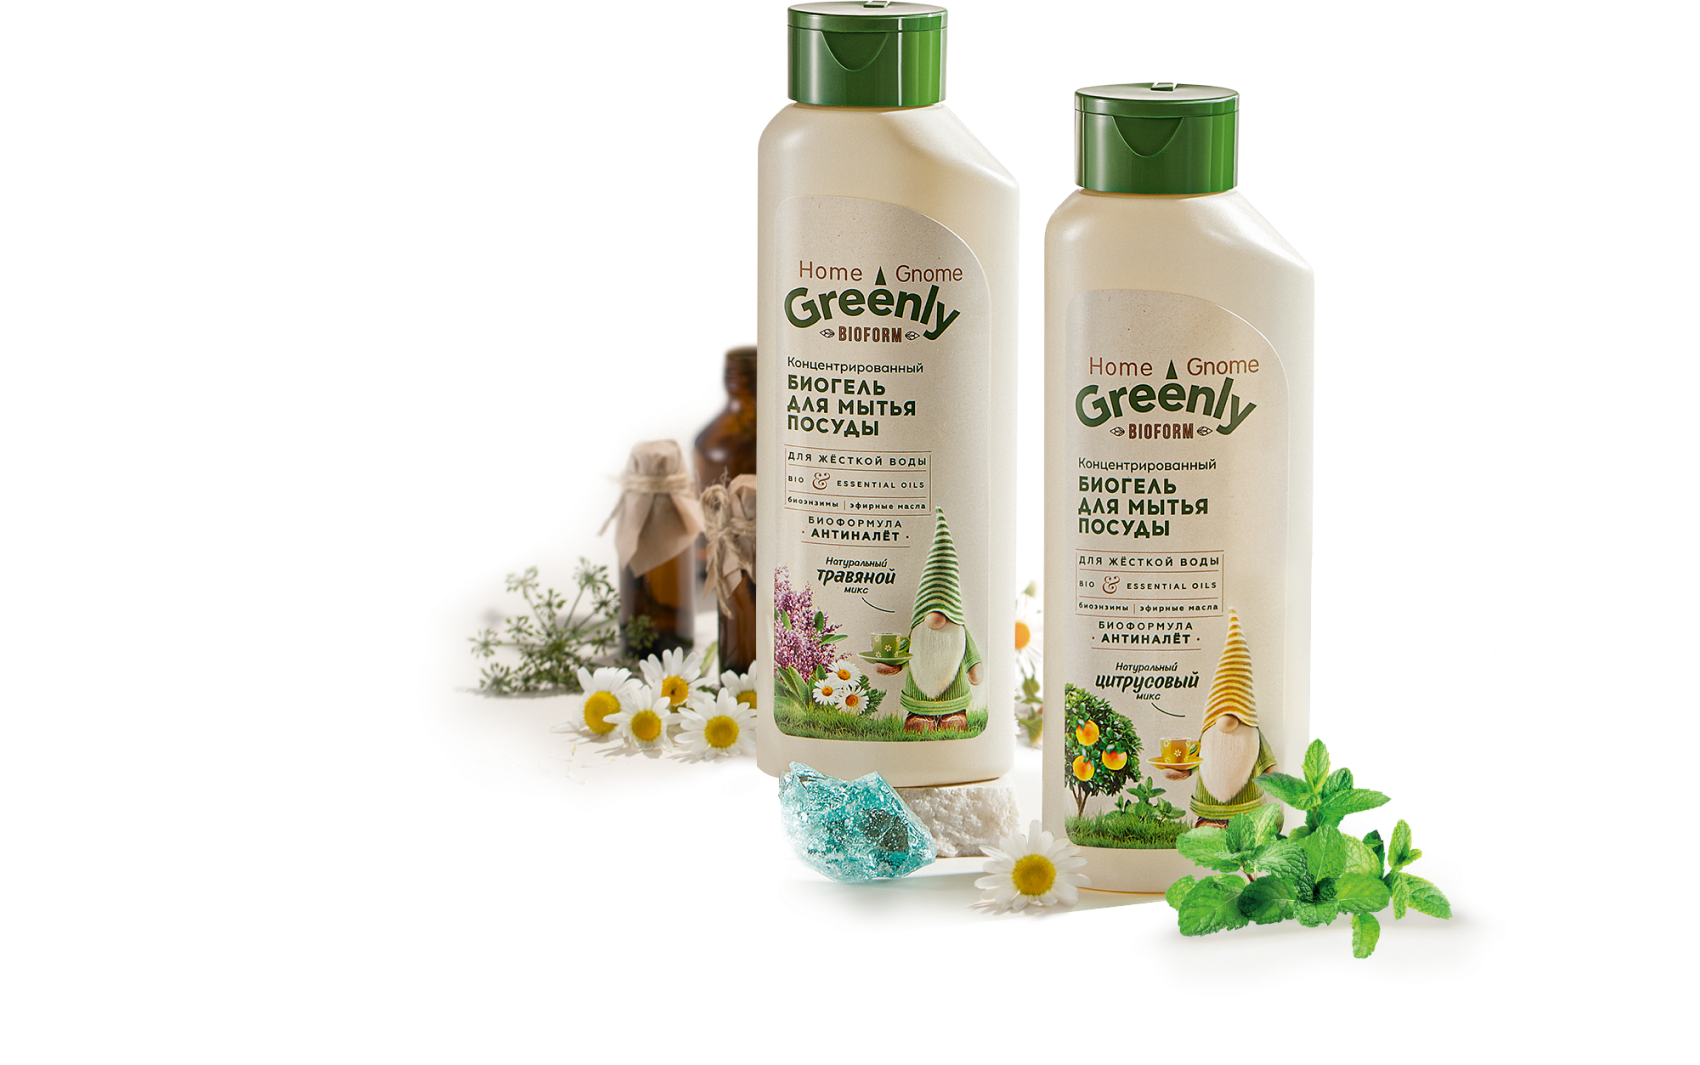 Home Gnome
Greenly
BIOFORM
Концентрированный
БИОГЕЛЬ
ДЛЯ МЫТЬЯ
ПОСУДЫ
ДЛЯ ЖЁСТКОЙ ВОДЫ
BIO & ESSENTIAL OILS
биоэнзимы | эфирные масла
БИОФОРМУЛА
· АНТИНАЛЁТ ·
Натуральный
травяной
микс
Home Gnome
Greenly
BIOFORM
Концентрированный
БИОГЕЛЬ
ДЛЯ МЫТЬЯ
ПОСУДЫ
ДЛЯ ЖЁСТКОЙ ВОДЫ
BIO & ESSENTIAL OILS
биоэнзимы | эфирные масла
БИОФОРМУЛА
· АНТИНАЛЁТ ·
Натуральный
цитрусовый
микс